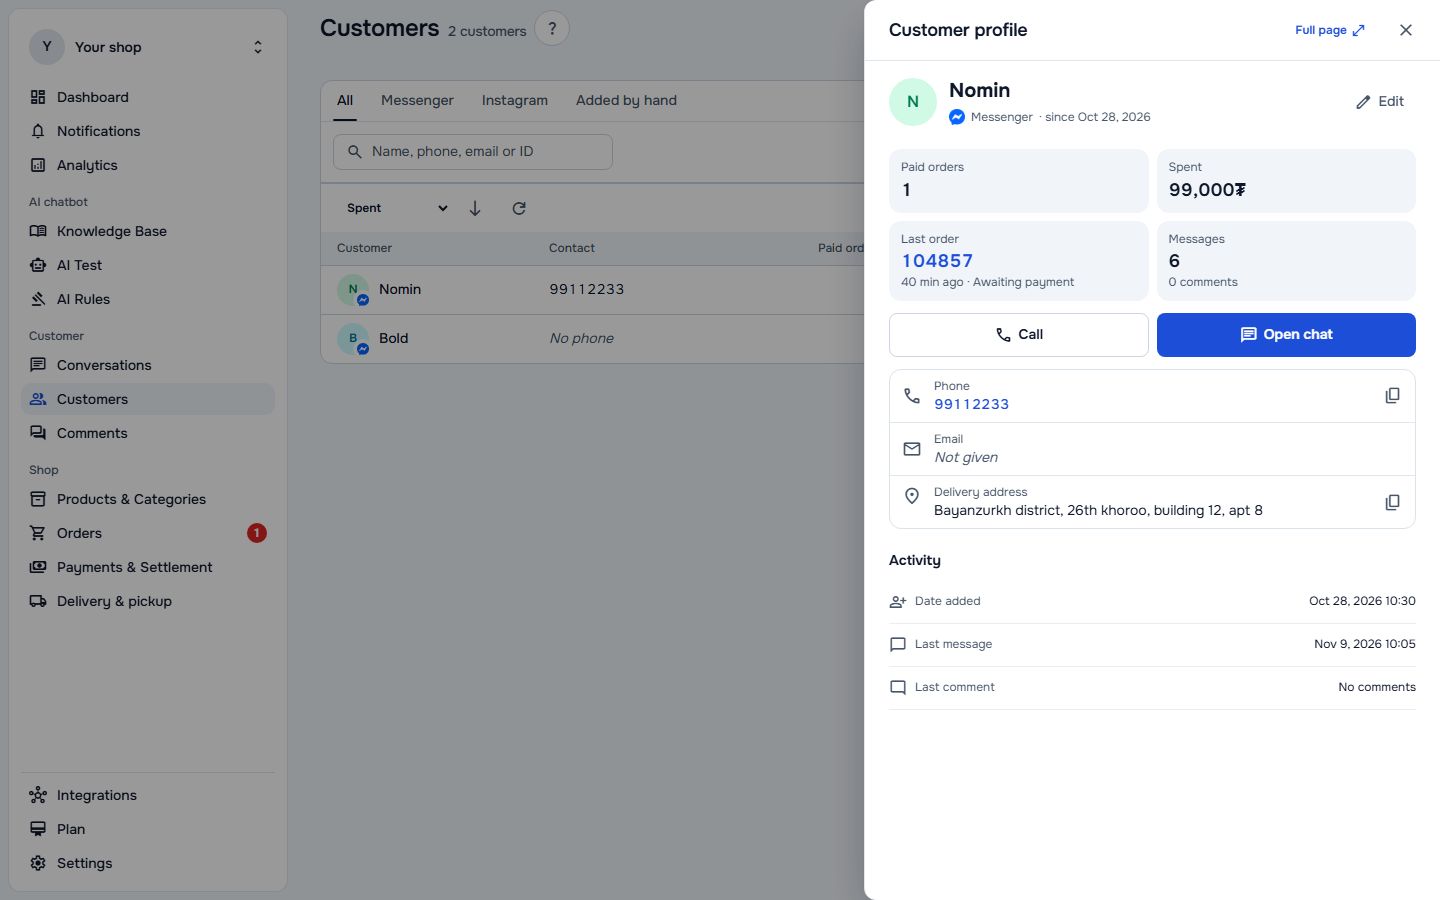 Y
Your shop
Dashboard
Notifications
Analytics
AI chatbot
Knowledge Base
AI Test
AI Rules
Customer
Conversations
Customers
Comments
Shop
Products & Categories
Orders
1
Payments & Settlement
Delivery & pickup
Integrations
Plan
Settings
Customers
2 customers
?
All
Messenger
Instagram
Added by hand
Name, phone, email or ID
Spent
Customer
Contact
Paid ord
N
Nomin
99112233
B
Bold
No phone
Customer profile
Full page
N
Nomin
Messenger · since Oct 28, 2026
Edit
Paid orders
1
Spent
99,000₮
Last order
104857
40 min ago · Awaiting payment
Messages
6
0 comments
Call
Open chat
Phone
99112233
Email
Not given
Delivery address
Bayanzurkh district, 26th khoroo, building 12, apt 8
Activity
Date added
Oct 28, 2026 10:30
Last message
Nov 9, 2026 10:05
Last comment
No comments